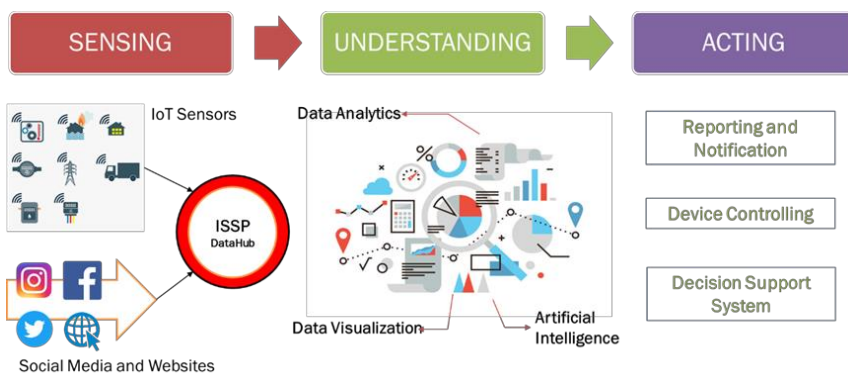 SENSING
UNDERSTANDING
ACTING
IoT Sensors
ISSP
DataHub
Social Media and Websites
Data Analytics
%
Data Visualization
Artificial
Intelligence
Reporting and
Notification
Device Controlling
Decision Support
System